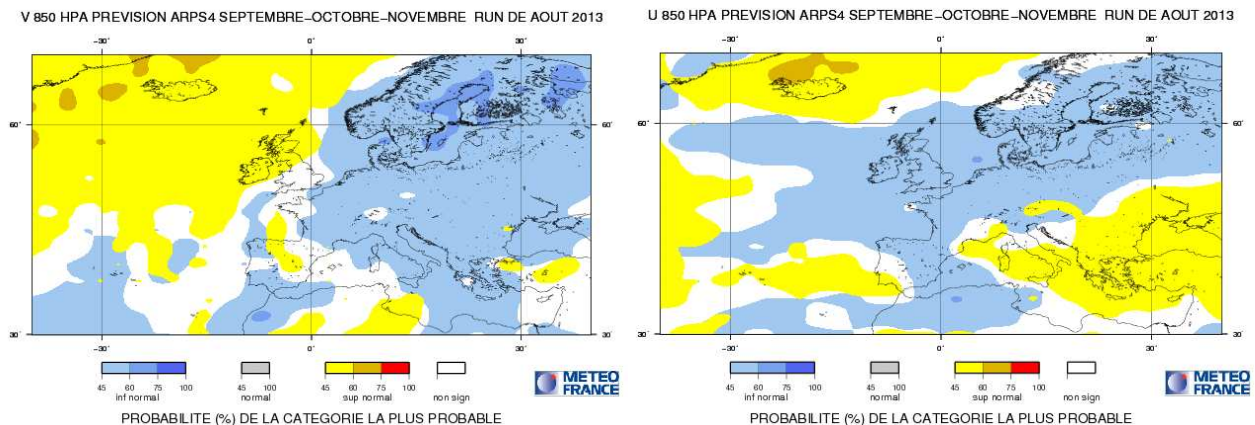 V 850 HPA PREVISION ARPS4 SEPTEMBRE-OCTOBRE-NOVEMBRE RUN DE AOUT 2013
-30° 0° 30°
60° 60°
30° 30°
-30° 0° 30°
45 60 75 100 45 100 45 60 75 100
inf normal normal sup normal non sign
METEO
FRANCE
PROBABILITE (%) DE LA CATEGORIE LA PLUS PROBABLE
U 850 HPA PREVISION ARPS4 SEPTEMBRE-OCTOBRE-NOVEMBRE RUN DE AOUT 2013
-30° 0° 30°
60° 60°
30° 30°
-30° 0° 30°
45 60 75 100 45 100 45 60 75 100
inf normal normal sup normal non sign
METEO
FRANCE
PROBABILITE (%) DE LA CATEGORIE LA PLUS PROBABLE